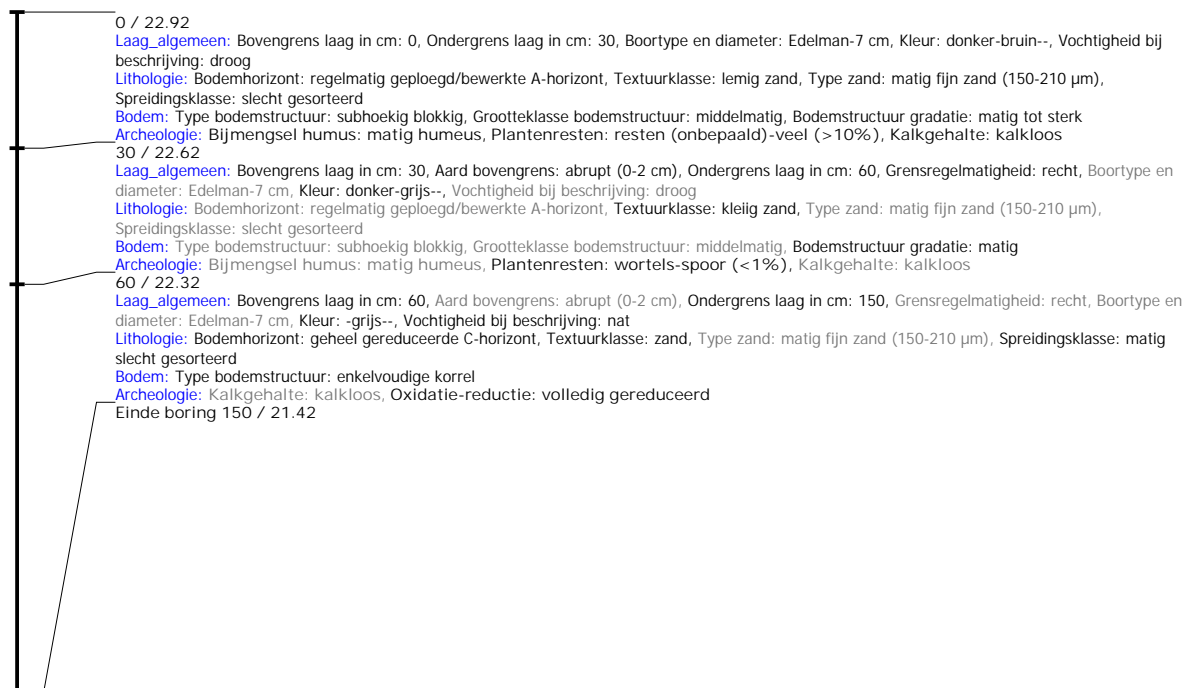 0 / 22.92
Laag_algemeen: Bovengrens laag in cm: 0, Ondergrens laag in cm: 30, Boortype en diameter: Edelman-7 cm, Kleur: donker-bruin--, Vochtigheid bij
beschrijving: droog
Lithologie: Bodemhorizont: regelmatig geploegd/bewerkte A-horizont, Textuurklasse: lemig zand, Type zand: matig fijn zand (150-210 µm),
Spreidingsklasse: slecht gesorteerd
Bodem: Type bodemstructuur: subhoekig blokkig, Grootteklasse bodemstructuur: middelmatig, Bodemstructuur gradatie: matig tot sterk
Archeologie: Bijmengsel humus: matig humeus, Plantenresten: resten (onbepaald)-veel (>10%), Kalkgehalte: kalkloos
30 / 22.62
Laag_algemeen: Bovengrens laag in cm: 30, Aard bovengrens: abrupt (0-2 cm), Ondergrens laag in cm: 60, Grensregelmatigheid: recht, Boortype en
diameter: Edelman-7 cm, Kleur: donker-grijs--, Vochtigheid bij beschrijving: droog
Lithologie: Bodemhorizont: regelmatig geploegd/bewerkte A-horizont, Textuurklasse: kleiig zand, Type zand: matig fijn zand (150-210 µm),
Spreidingsklasse: slecht gesorteerd
Bodem: Type bodemstructuur: subhoekig blokkig, Grootteklasse bodemstructuur: middelmatig, Bodemstructuur gradatie: matig
Archeologie: Bijmengsel humus: matig humeus, Plantenresten: wortels-spoor (<1%), Kalkgehalte: kalkloos
60 / 22.32
Laag_algemeen: Bovengrens laag in cm: 60, Aard bovengrens: abrupt (0-2 cm), Ondergrens laag in cm: 150, Grensregelmatigheid: recht, Boortype en
diameter: Edelman-7 cm, Kleur: -grijs--, Vochtigheid bij beschrijving: nat
Lithologie: Bodemhorizont: geheel gereduceerde C-horizont, Textuurklasse: zand, Type zand: matig fijn zand (150-210 µm), Spreidingsklasse: matig
slecht gesorteerd
Bodem: Type bodemstructuur: enkelvoudige korrel
Archeologie: Kalkgehalte: kalkloos, Oxidatie-reductie: volledig gereduceerd
Einde boring 150 / 21.42